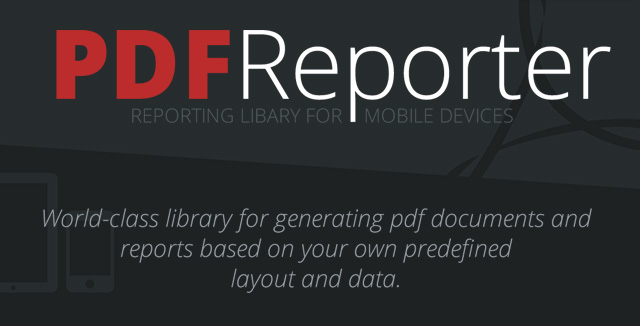 PDFReporter
REPORTING LIBARY FOR MOBILE DEVICES
World-class library for generating pdf documents and
reports based on your own predefined
layout and data.